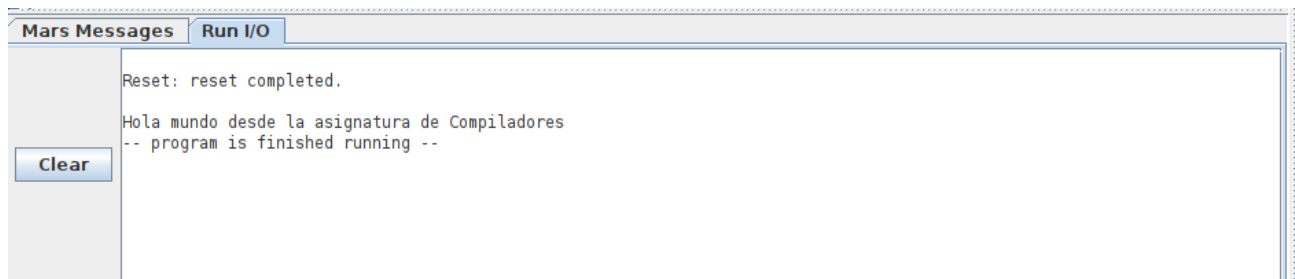 Mars Messages Run I/O
Reset: reset completed.
Hola mundo desde la asignatura de Compiladores
-- program is finished running --
Clear